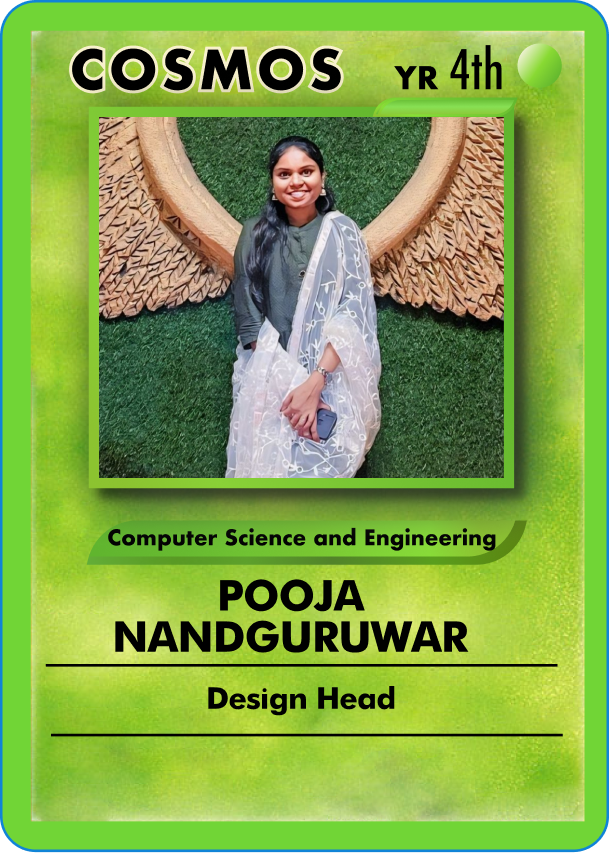 COSMOS YR 4th
Computer Science and Engineering
POOJA
NANDGURUWAR
Design Head